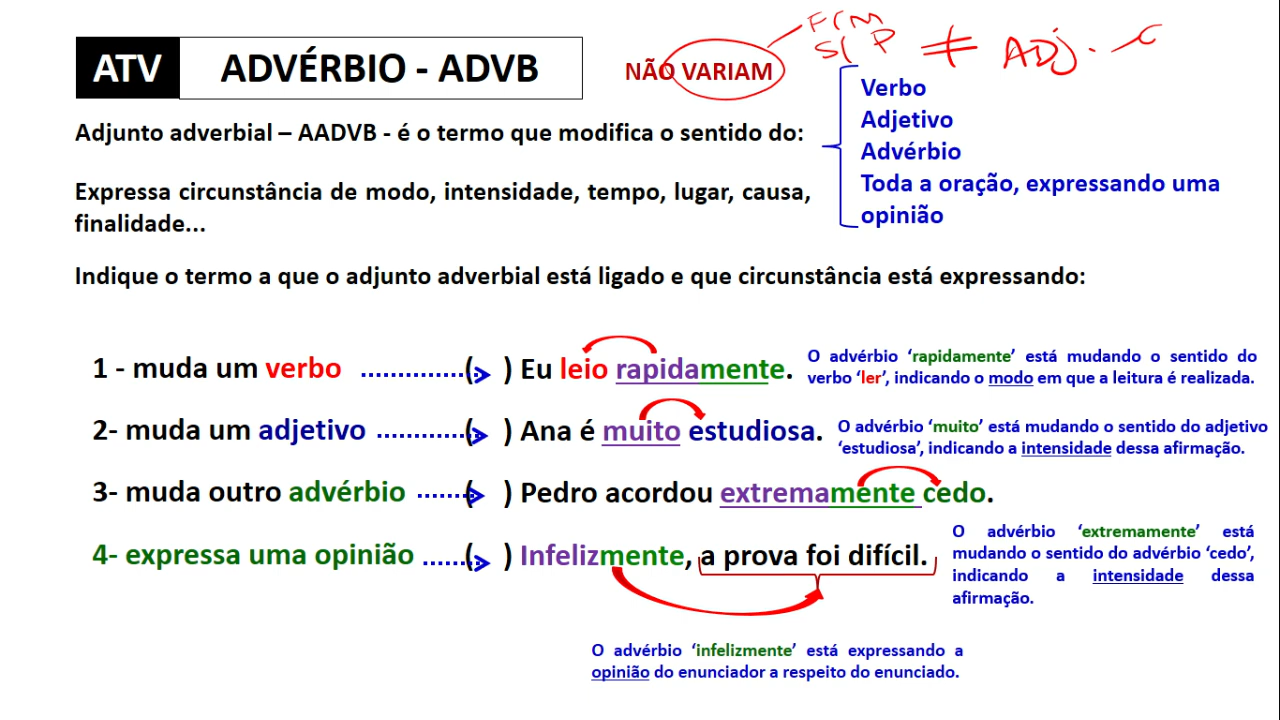 ATV
ADVÉRBIO - ADVB
NÃO VARIAM
F/M
S/P ≠ ADJ.
Adjunto adverbial – AADVB - é o termo que modifica o sentido do:
Verbo
Adjetivo
Advérbio
Toda a oração, expressando uma
opinião
Expressa circunstância de modo, intensidade, tempo, lugar, causa,
finalidade...
Indique o termo a que o adjunto adverbial está ligado e que circunstância está expressando:
1 - muda um verbo ( ) Eu leio rapidamente.
O advérbio ‘rapidamente’ está mudando o sentido do
verbo ‘ler’, indicando o modo em que a leitura é realizada.
2- muda um adjetivo ( ) Ana é muito estudiosa.
O advérbio ‘muito’ está mudando o sentido do adjetivo
‘estudiosa’, indicando a intensidade dessa afirmação.
3- muda outro advérbio ( ) Pedro acordou extremamente cedo.
O advérbio ‘extremamente’ está
mudando o sentido do advérbio ‘cedo’,
indicando a intensidade dessa
afirmação.
4- expressa uma opinião ( ) Infelizmente, a prova foi difícil.
O advérbio ‘infelizmente’ está expressando a
opinião do enunciador a respeito do enunciado.